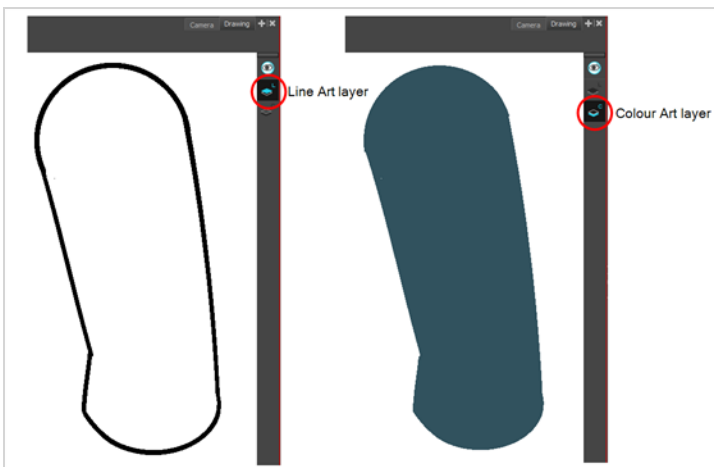 Camera Drawing
Camera Drawing
L
Line Art layer
C
Colour Art layer